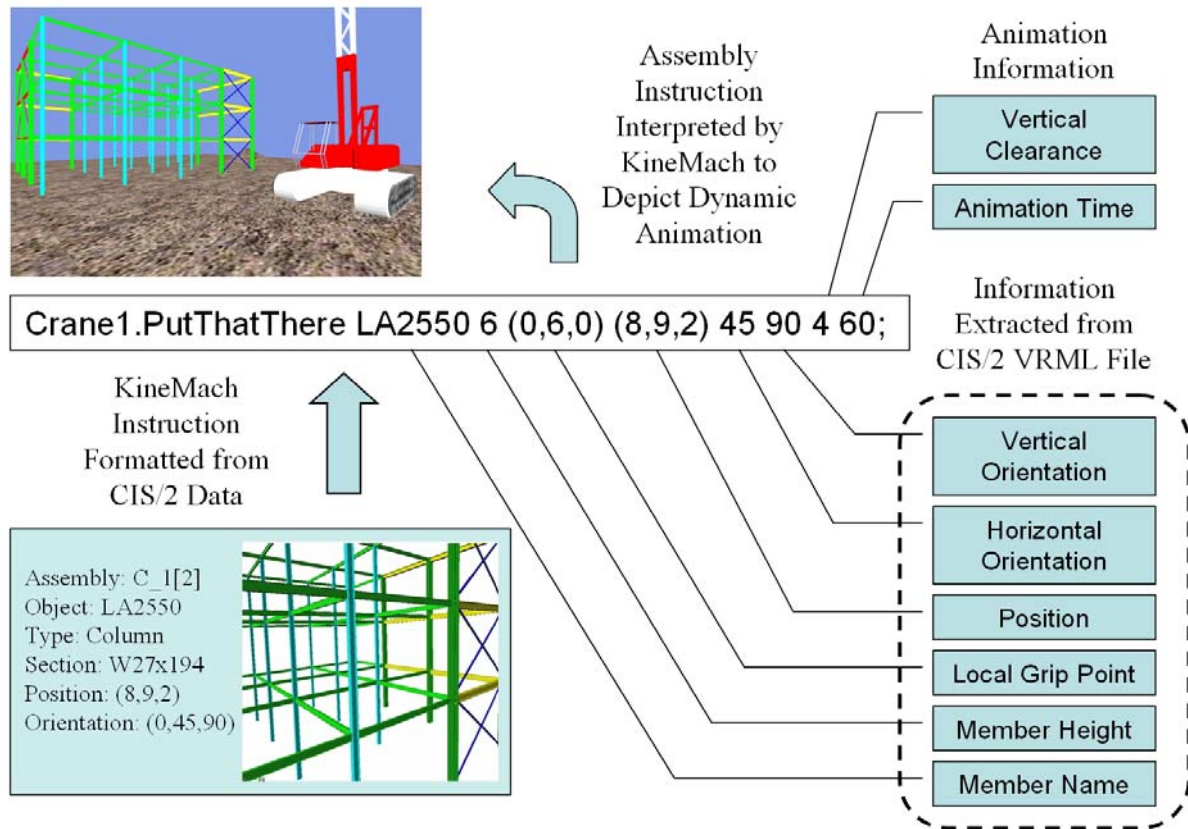 Assembly
Instruction
Interpreted by
KineMach to
Depict Dynamic
Animation
Animation
Information
Vertical
Clearance
Animation Time
Crane1.PutThatThere LA2550 6 (0,6,0) (8,9,2) 45 90 4 60;
Information
Extracted from
CIS/2 VRML File
KineMach
Instruction
Formatted from
CIS/2 Data
Vertical
Orientation
Horizontal
Orientation
Position
Local Grip Point
Member Height
Member Name
Assembly: C_1[2]
Object: LA2550
Type: Column
Section: W27x194
Position: (8,9,2)
Orientation: (0,45,90)